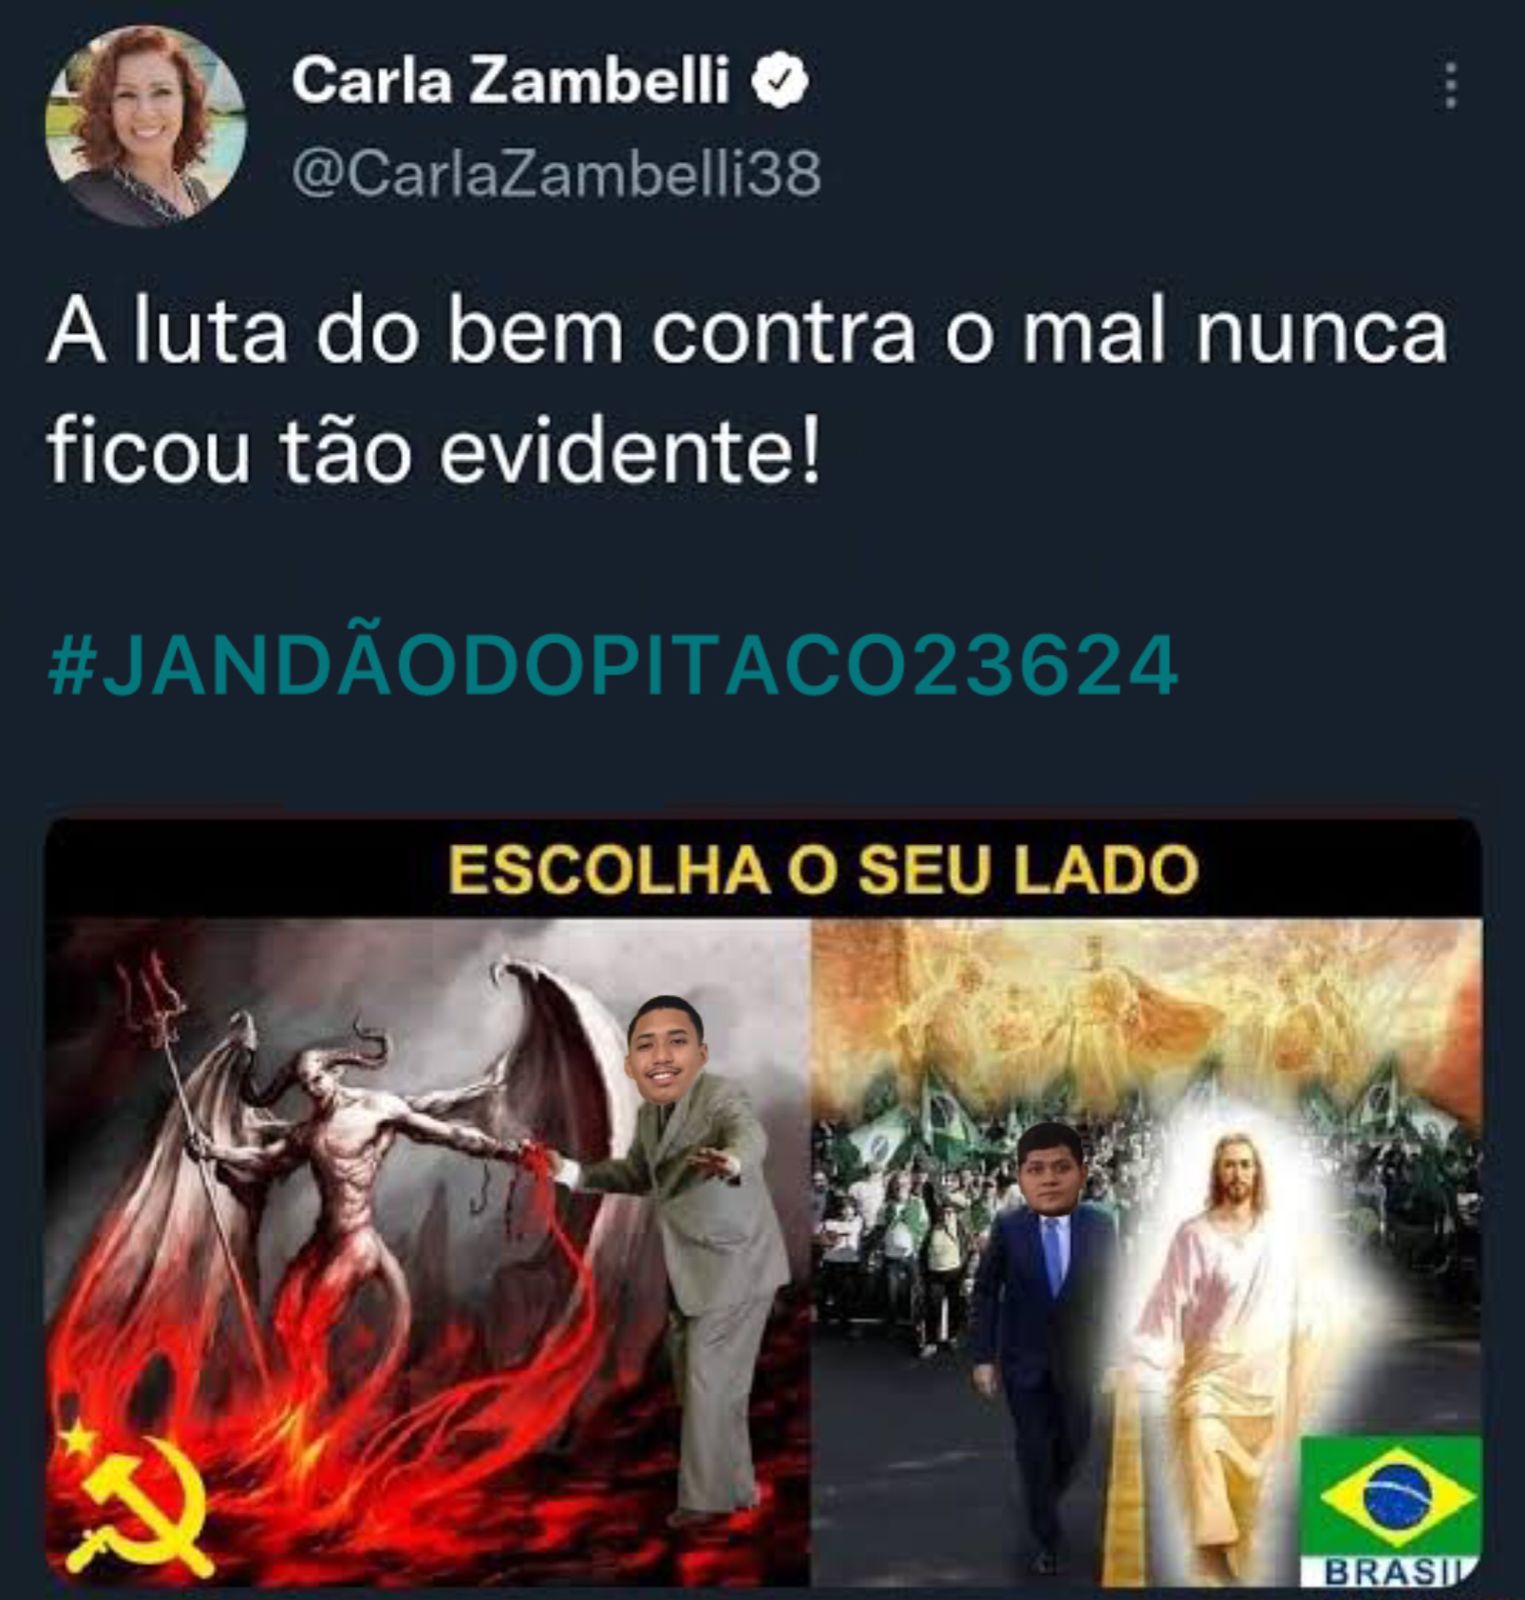 Carla Zambelli
@CarlaZambelli38
A luta do bem contra o mal nunca
ficou tão evidente!
#JANDÃODOPITACO23624
ESCOLHA O SEU LADO
BRASIL